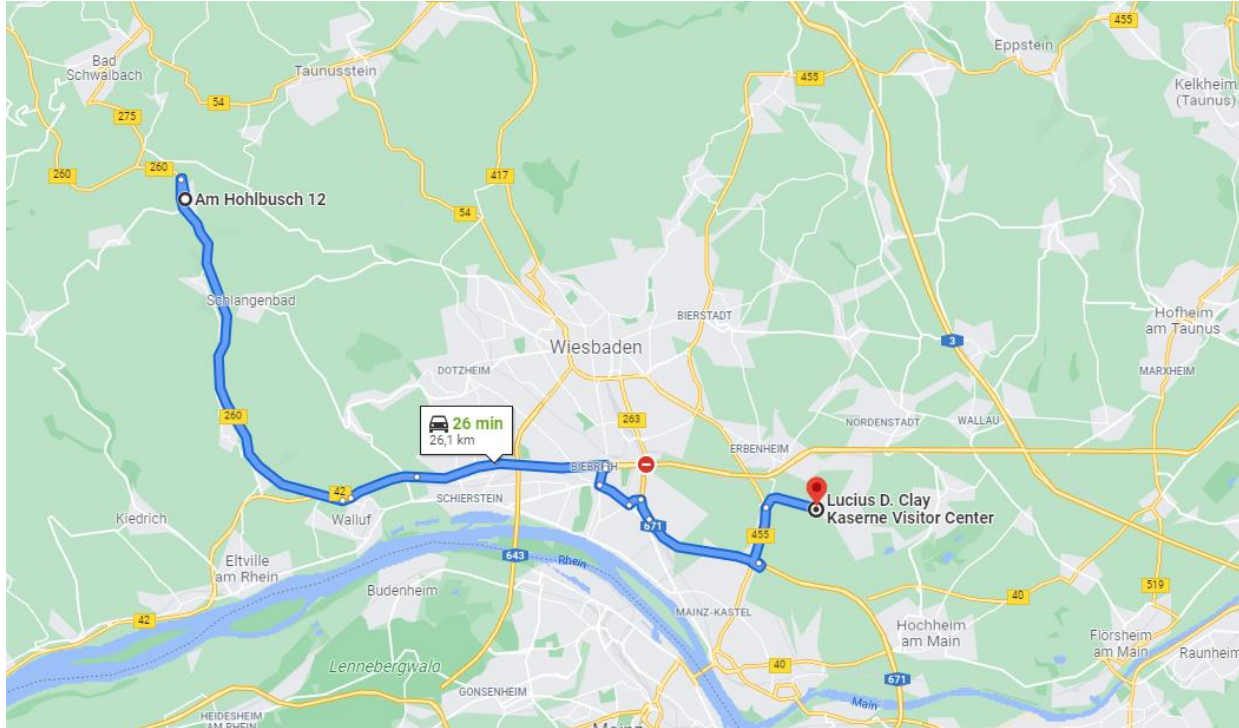 455
Eppstein
Bad
Schwalbach
Taunusstein
455
Kelkheim
(Taunus)
54
275
417
260
260
Am Hohlbusch 12
54
Schlangenbad
BIERSTADT
Hofheim
am Taunus
Wiesbaden
3
DOTZHEIM
MARXHEIM
260
26 min
26,1 km
263
NORDENSTADT
WALLAU
ERBENHEIM
BIEBRICH
42
SCHIERSTEIN
Lucius D. Clay
Kaserne Visitor Center
Kiedrich
Walluf
671
455
Eltville
am Rhein
643
Rhein
Budenheim
519
40
42
MAINZ-KASTEL
Hochheim
am Main
Flörsheim
am Main
Raunheim
Lennebergwald
40
671
GONSENHEIM
Main
HEIDESHEIM
AM RHEIN
Mainz